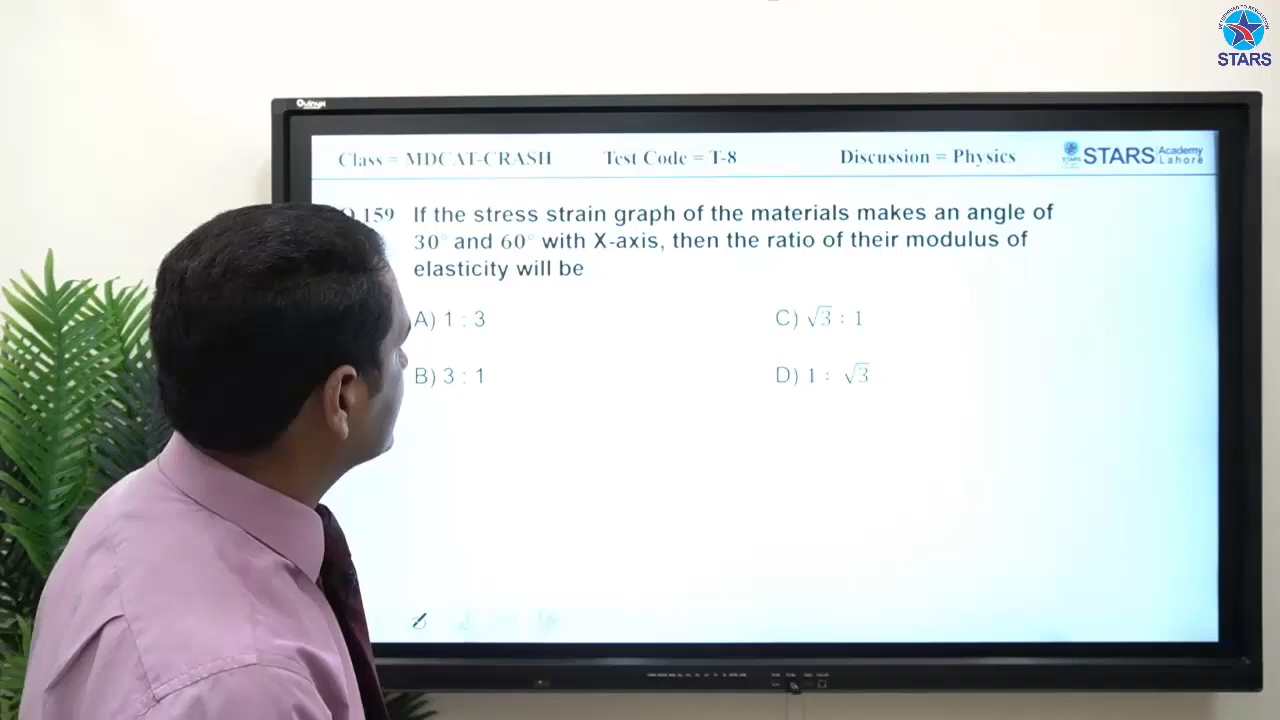 STARS
Qutnyx
Class = MDCAT-CRASH Test Code = T-8 Discussion = Physics STARS Academy Lahore
159 If the stress strain graph of the materials makes an angle of
30° and 60° with X-axis, then the ratio of their modulus of
elasticity will be
A) 1 : 3 C) √3 : 1
B) 3 : 1 D) 1 : √3